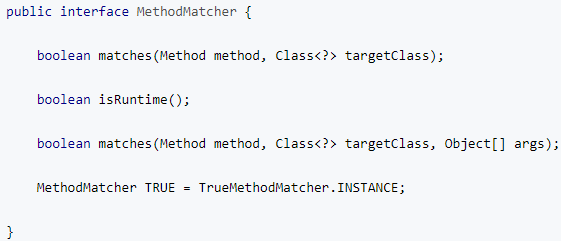 public interface MethodMatcher {
boolean matches(Method method, Class<?> targetClass);
boolean isRuntime();
boolean matches(Method method, Class<?> targetClass, Object[] args);
MethodMatcher TRUE = TrueMethodMatcher.INSTANCE;
}